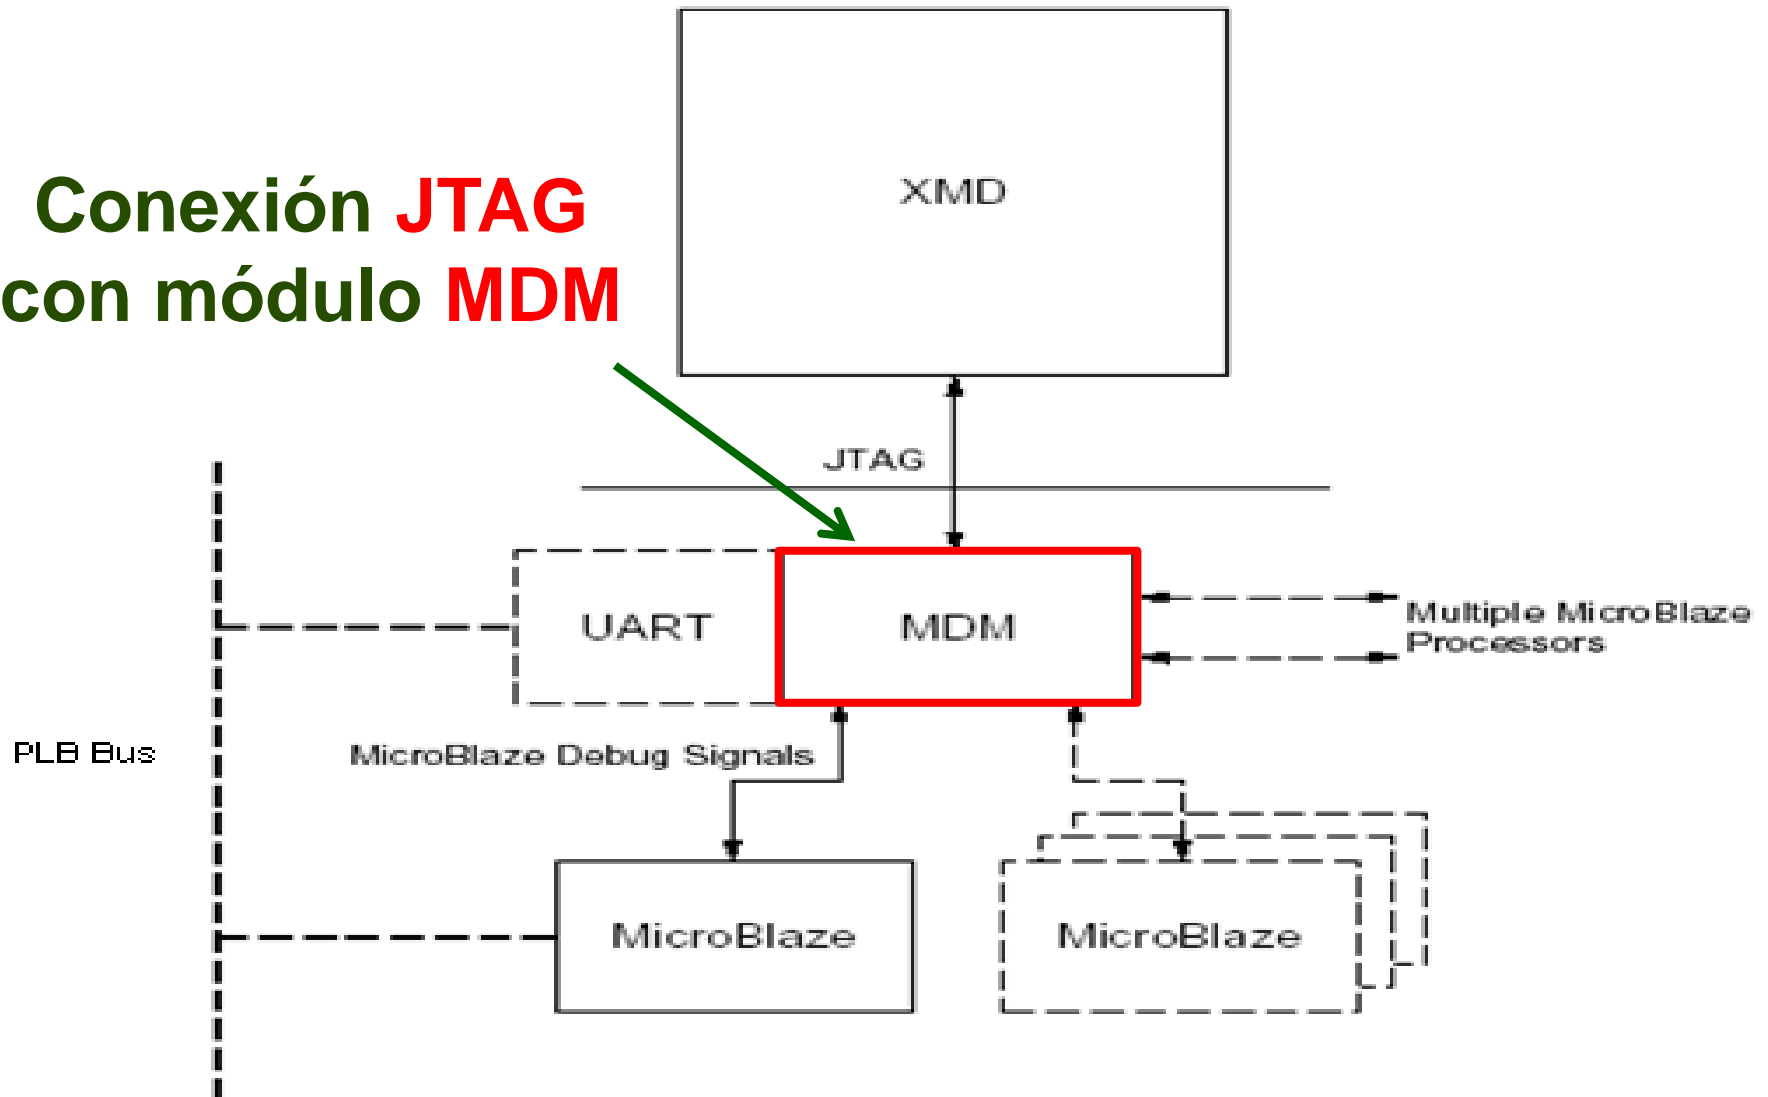 XMD
Conexión JTAG
con módulo MDM
JTAG
UART
MDM
Multiple MicroBlaze
Processors
PLB Bus
MicroBlaze Debug Signals
MicroBlaze
MicroBlaze